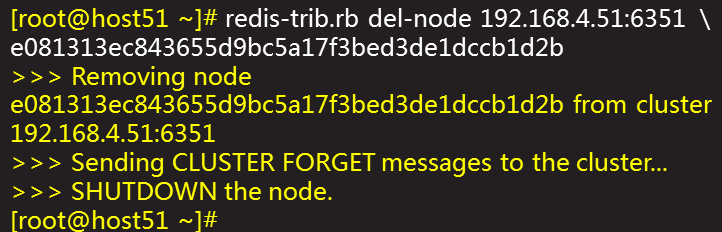 [root@host51 ~]# redis-trib.rb del-node 192.168.4.51:6351 \
e081313ec843655d9bc5a17f3bed3de1dccb1d2b
>>> Removing node
e081313ec843655d9bc5a17f3bed3de1dccb1d2b from cluster
192.168.4.51:6351
>>> Sending CLUSTER FORGET messages to the cluster...
>>> SHUTDOWN the node.
[root@host51 ~]#